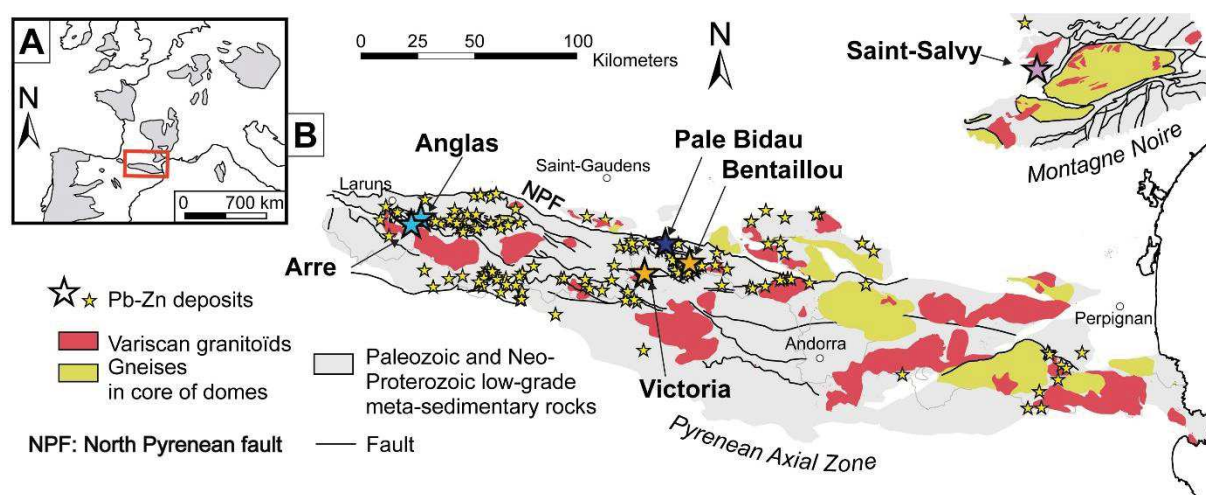 A
N
0 700 km
B
0 25 50 100
Kilometers
N
Saint-Salvy
Montagne Noire
Anglas
Pale Bidau
Bentaillou
Saint-Gaudens
Laruns
NPF
Arre
Victoria
Andorra
Perpignan
Pyrenean Axial Zone
Pb-Zn deposits
Variscan granitoïds
Gneises
in core of domes
Paleozoic and Neo-
Proterozoic low-grade
meta-sedimentary rocks
NPF: North Pyrenean fault
Fault